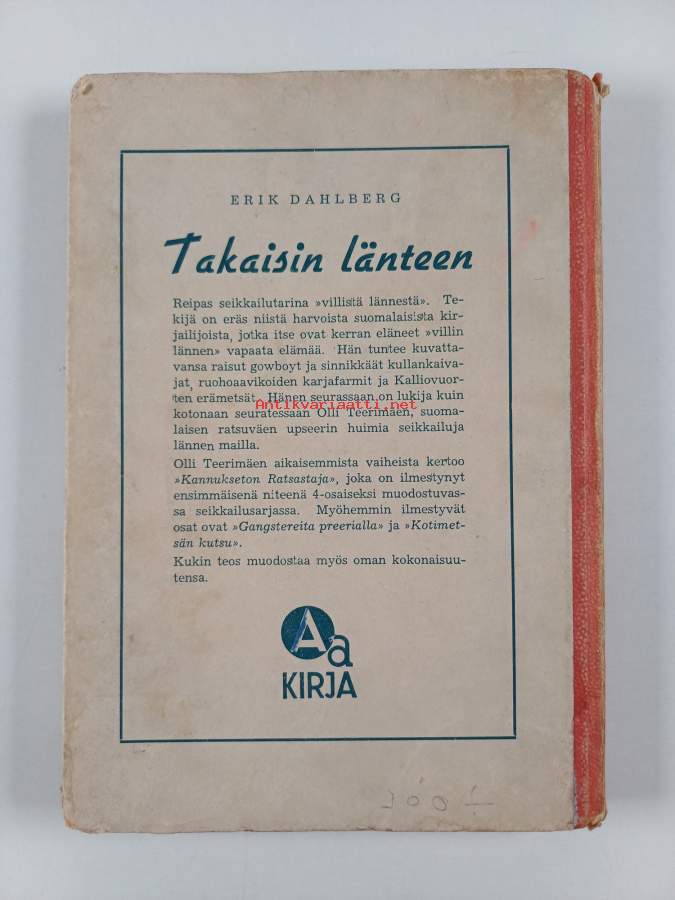 ERIK DAHLBERG
Takaisin länteen
Reipas seikkailutarina »villistä lännestä». Te-
kijä on eräs niistä harvoista suomalaisista kir-
jailijoista, jotka itse ovat kerran eläneet »villin
lännen» vapaata elämää. Hän tuntee kuvatta-
vansa raisut gowboyt ja sinnikkäät kullankaiva-
jat, ruohoaavikoiden karjafarmit ja Kalliovuor-
ten erämetsät. Hänen seurassaan on lukija kuin
Antikvariaatti.net
kotonaan seuratessaan Olli Teerimäen, suoma-
laisen ratsuväen upseerin huimia seikkailuja
lännen mailla.
Olli Teerimäen aikaisemmista vaiheista kertoo
»Kannukseton Ratsastaja», joka on ilmestynyt
ensimmäisenä niteenä 4-osaiseksi muodostuvas-
sa seikkailusarjassa. Myöhemmin ilmestyvät
osat ovat »Gangstereita preerialla» ja »Kotimet-
sän kutsu».
Kukin teos muodostaa myös oman kokonaisuu-
tensa.
Aa
KIRJA